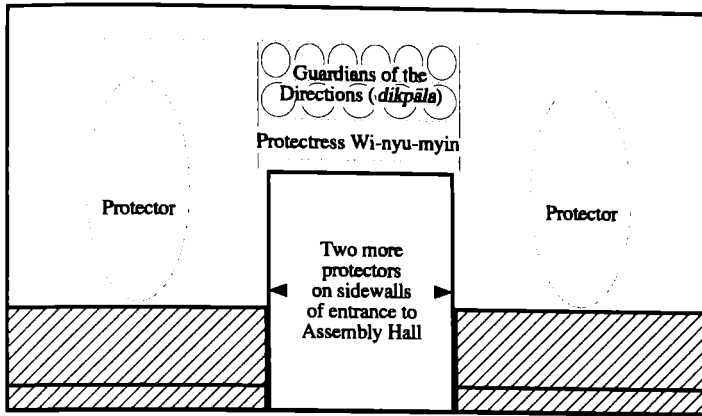 Guardians of the
Directions (dikpāla)
Protectress Wi-nyu-myin
Protector
Protector
Two more
protectors
on sidewalls
of entrance to
Assembly Hall